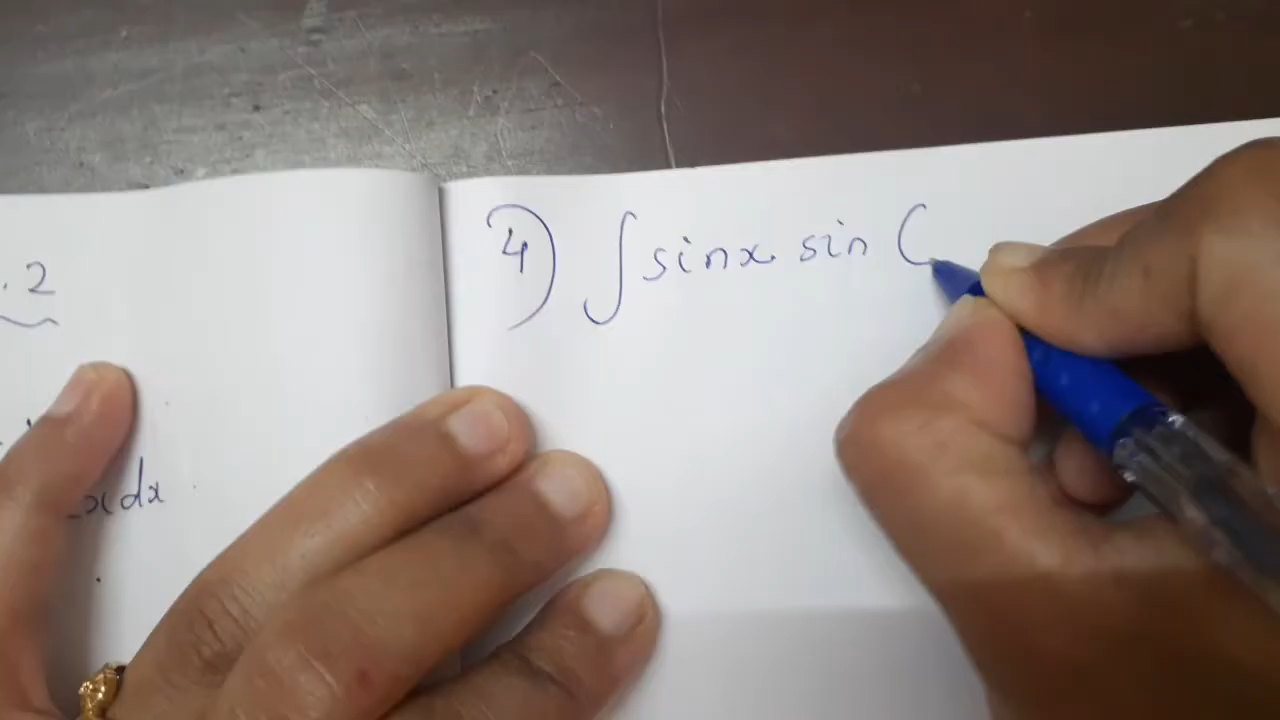 .2
x dx
4) ∫ sinx sin (